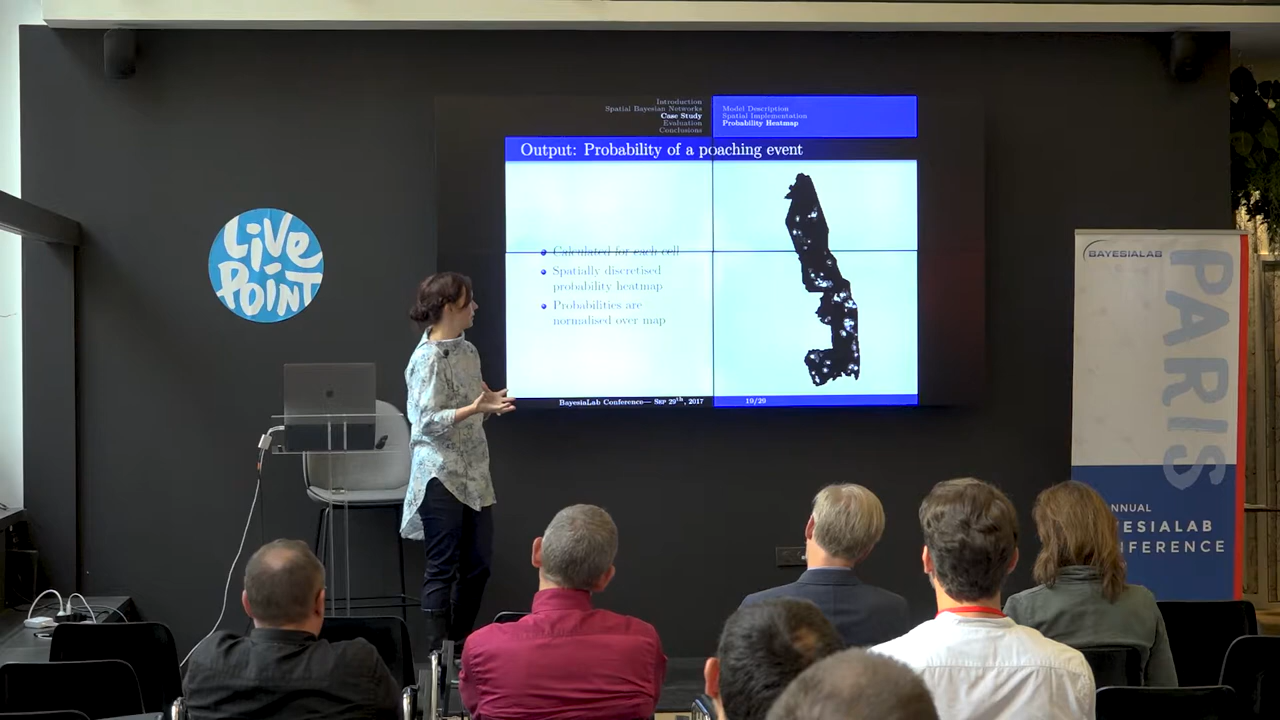 Introduction
Spatial Bayesian Networks
Case Study
Evaluation
Conclusions
Model Description
Spatial Implementation
Probability Heatmap
Output: Probability of a poaching event
Calculated for each cell
Spatially discretised
probability heatmap
Probabilities are
normalised over map
BayesiaLab Conference— Sep 29th, 2017
19/29
LIVE
POINT
BAYESIALAB
PARIS
NNUAL
YESIALAB
NFERENCE